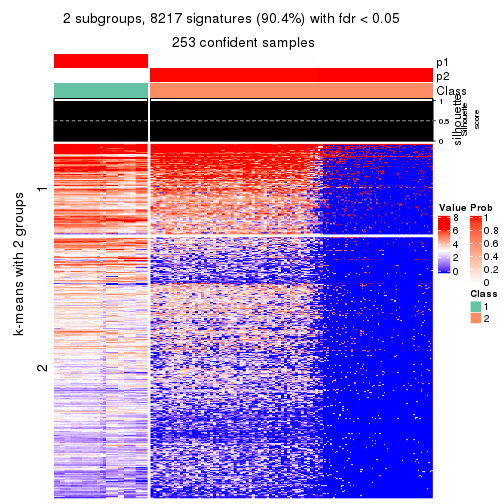 2 subgroups, 8217 signatures (90.4%) with fdr < 0.05
253 confident samples
p1
p2
Class
1
0.5
0
silhouette
Silhouette
score
k-means with 2 groups
1
2
Value
8
6
4
2
0
Prob
1
0.8
0.6
0.4
0.2
0
Class
1
2